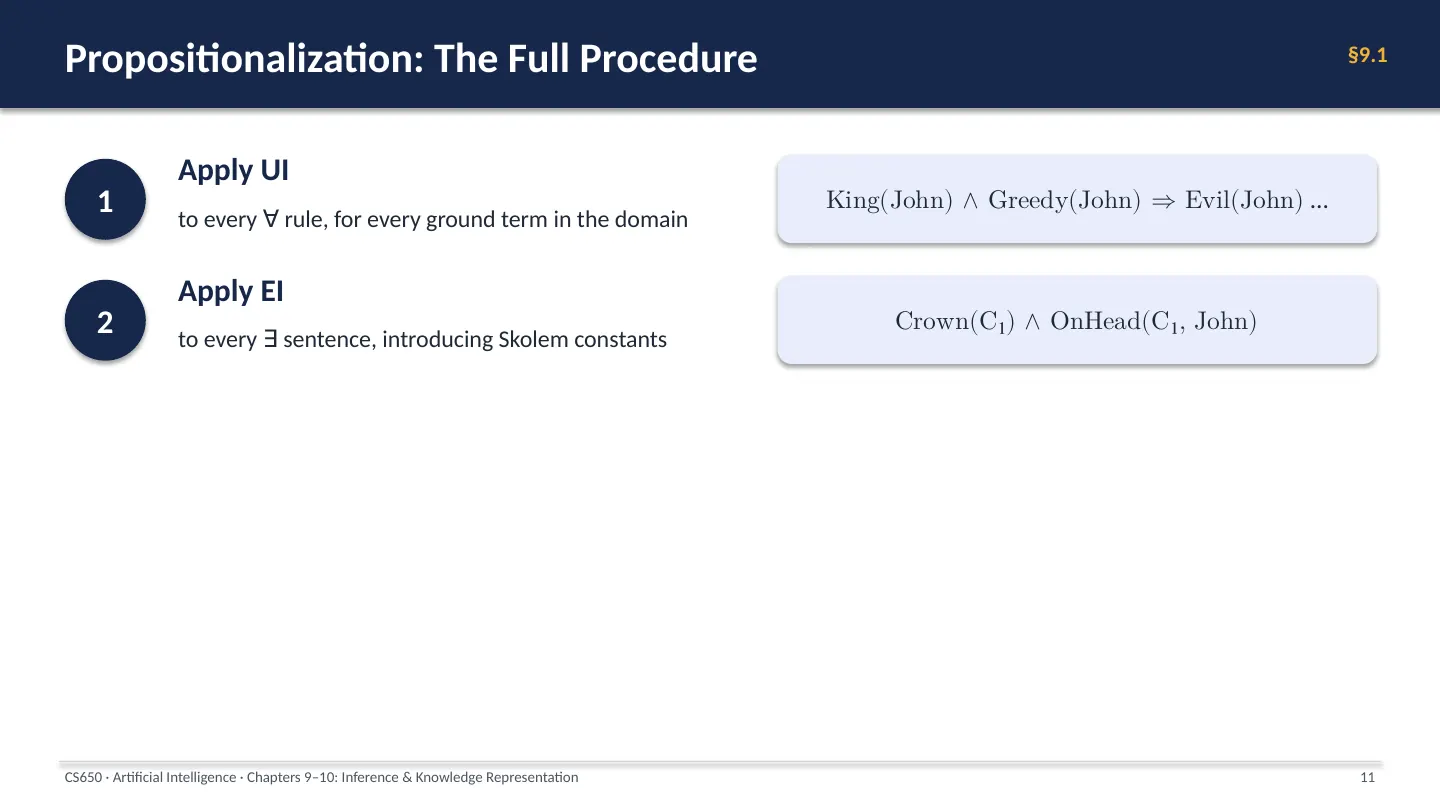 Propositionalization: The Full Procedure
§9.1
1
Apply UI
to every ∀ rule, for every ground term in the domain
King(John) ∧ Greedy(John) ⇒ Evil(John) ...
2
Apply EI
to every ∃ sentence, introducing Skolem constants
Crown(C₁) ∧ OnHead(C₁, John)
CS650 · Artificial Intelligence · Chapters 9–10: Inference & Knowledge Representation
11